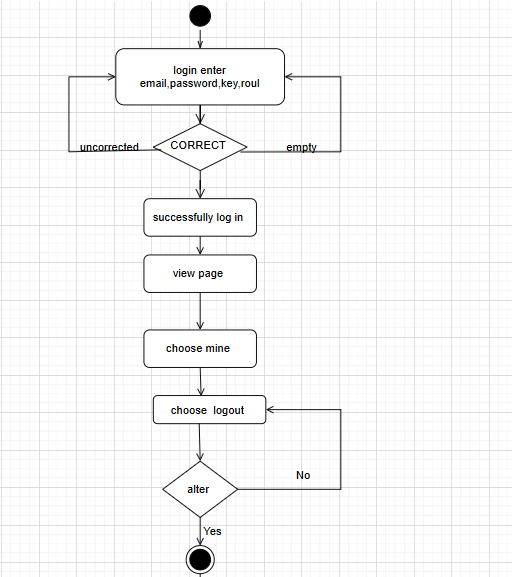 login enter
email,password,key,roul
CORRECT
uncorrected
empty
successfully log in
view page
choose mine
choose logout
alter
No
Yes